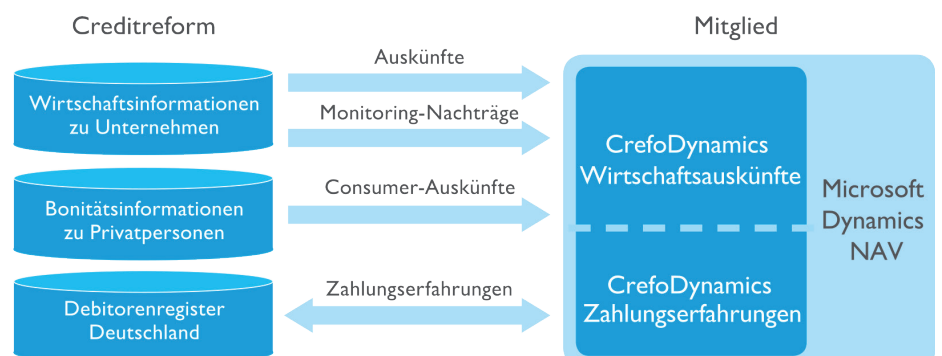 Creditreform
Mitglied
Wirtschaftsinformationen
zu Unternehmen
Auskünfte
Monitoring-Nachträge
CrefoDynamics
Wirtschaftsauskünfte
Bonitätsinformationen
zu Privatpersonen
Consumer-Auskünfte
Microsoft
Dynamics
NAV
Debitorenregister
Deutschland
Zahlungserfahrungen
CrefoDynamics
Zahlungserfahrungen